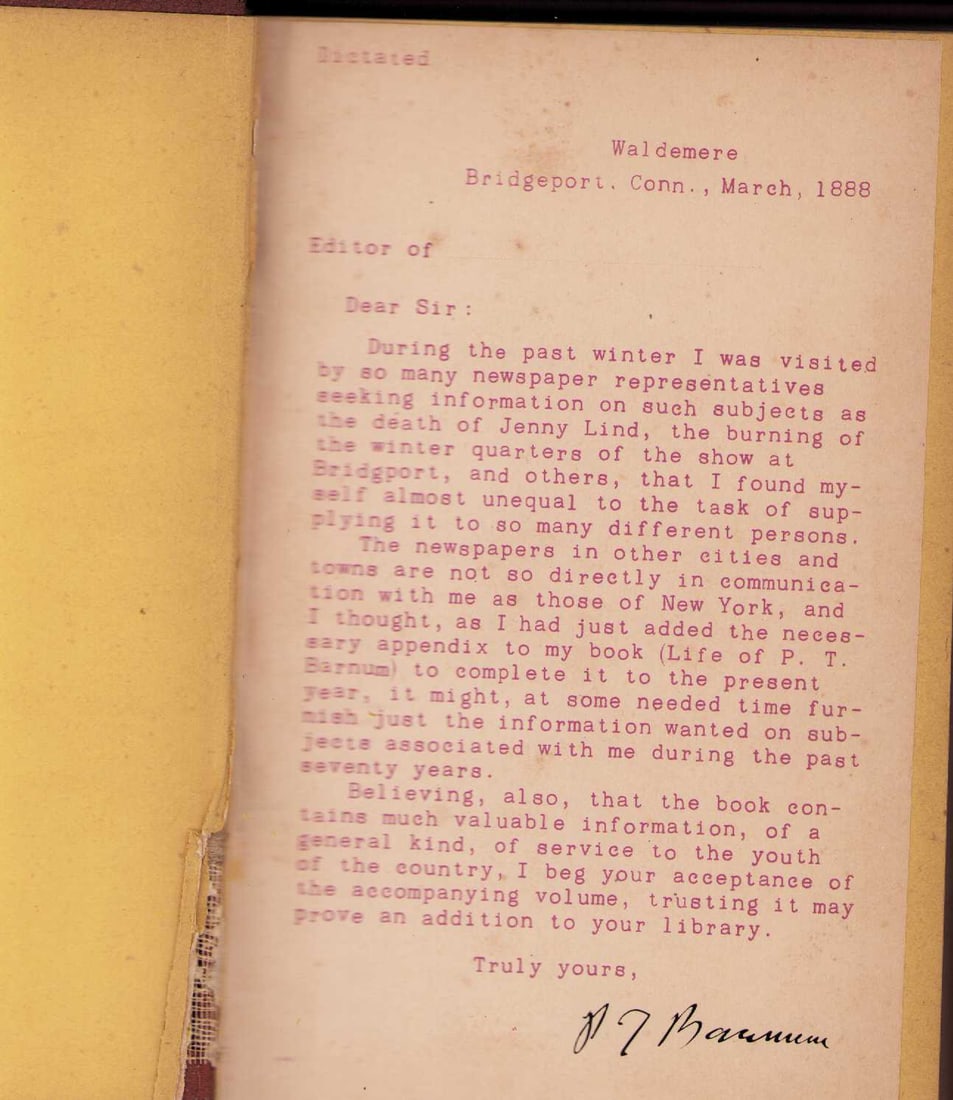 Dictated
Waldemere
Bridgeport. Conn., March, 1888
Editor of
Dear Sir:
During the past winter I was visited
by so many newspaper representatives
seeking information on such subjects as
the death of Jenny Lind, the burning of
the winter quarters of the show at
Bridgport, and others, that I found my-
self almost unequal to the task of sup-
plying it to so many different persons.
The newspapers in other cities and
towns are not so directly in communica-
tion with me as those of New York, and
I thought, as I had just added the neces-
sary appendix to my book (Life of P. T.
Barnum) to complete it to the present
year, it might, at some needed time fur-
nish just the information wanted on sub-
jects associated with me during the past
seventy years.
Believing, also, that the book con-
tains much valuable information, of a
general kind, of service to the youth
of the country, I beg your acceptance of
the accompanying volume, trusting it may
prove an addition to your library.
Truly yours,
P T Barnum